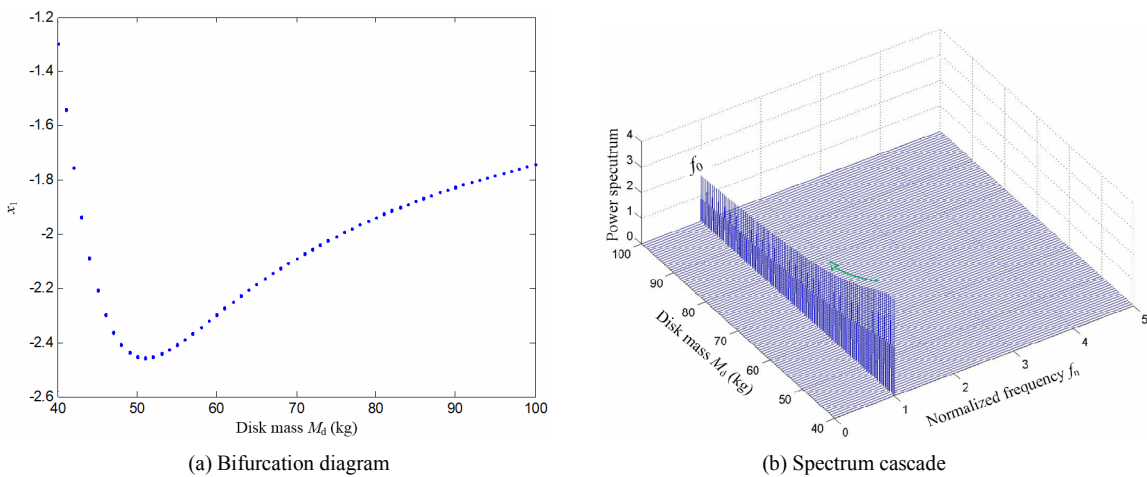 -1.2
-1.4
-1.6
-1.8
-2
-2.2
-2.4
-2.6
x1
40 50 60 70 80 90 100
Disk mass Md (kg)
(a) Bifurcation diagram
4
3
2
1
0
Power specutrum
f0
100
90
80
70
60
50
40
Disk mass Md (kg)
0
1
2
3
4
5
Normalized frequency fn
(b) Spectrum cascade